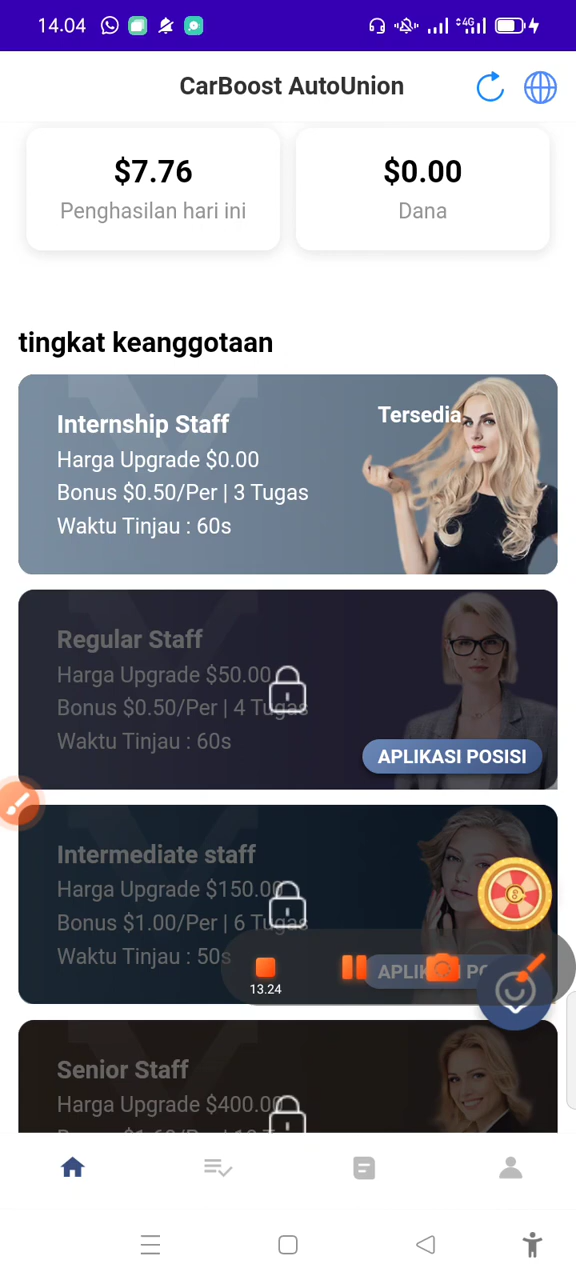 14.04
4G
CarBoost AutoUnion
$7.76
Penghasilan hari ini
$0.00
Dana
tingkat keanggotaan
Internship Staff
Tersedia
Harga Upgrade $0.00
Bonus $0.50/Per | 3 Tugas
Waktu Tinjau : 60s
Regular Staff
Harga Upgrade $50.00
Bonus $0.50/Per | 4 Tugas
Waktu Tinjau : 60s
APLIKASI POSISI
Intermediate staff
Harga Upgrade $150.00
Bonus $1.00/Per | 6 Tugas
Waktu Tinjau : 50s
13.24
Senior Staff
Harga Upgrade $400.00